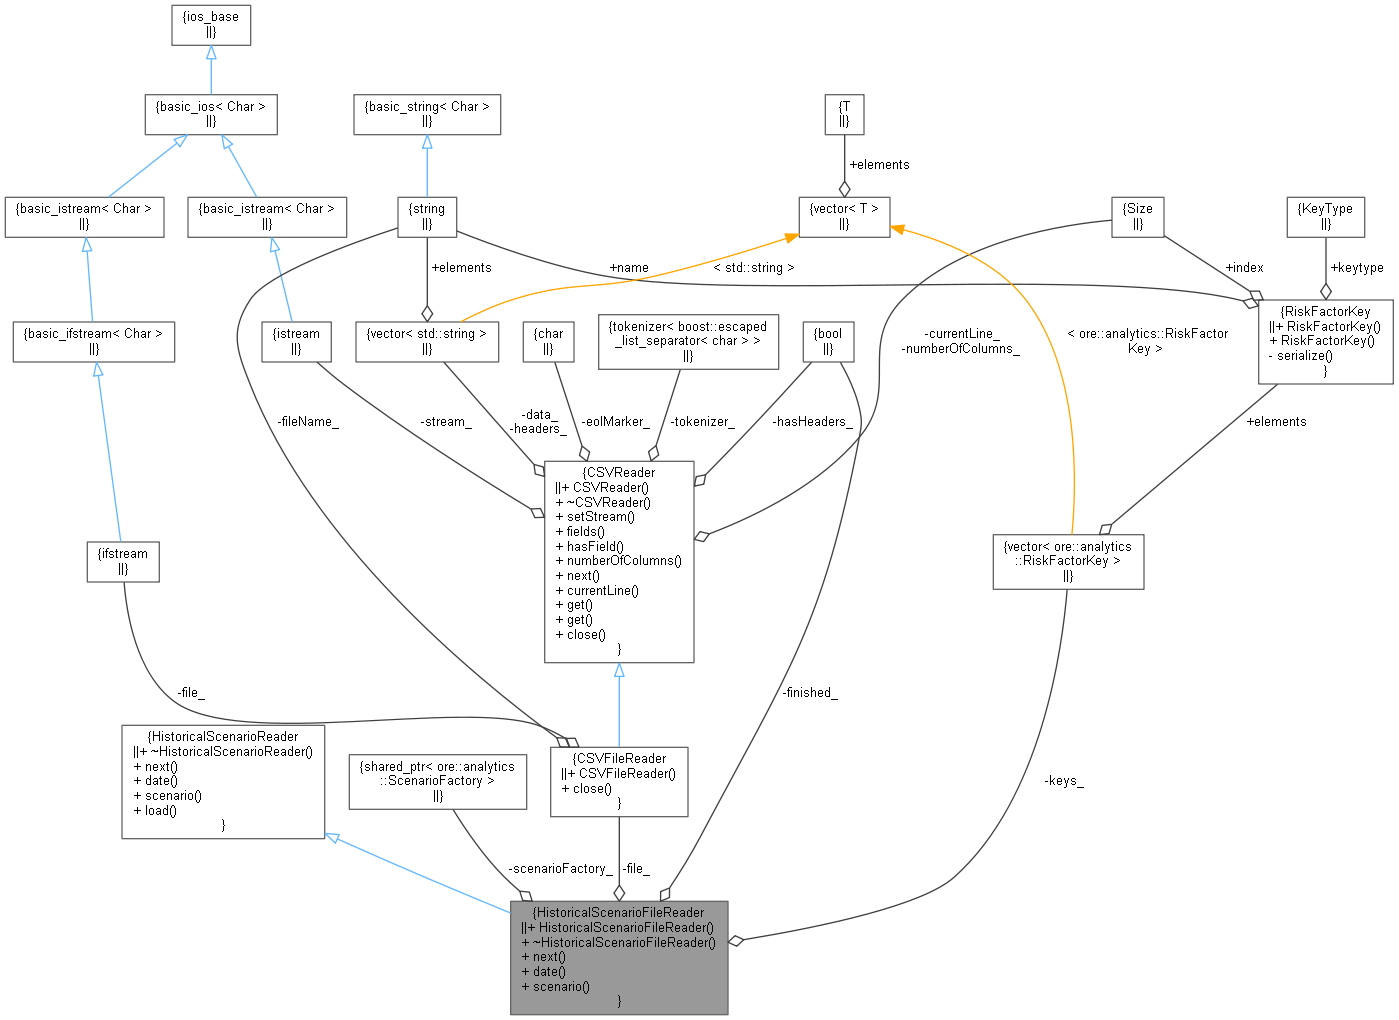 {ios_base
||}
{basic_ios< Char >
||}
{basic_string< Char >
||}
{T
||}
+elements
{basic_istream< Char >
||}
{basic_istream< Char >
||}
{string
||}
{vector< T >
||}
{Size
||}
{KeyType
||}
+elements
+name
< std::string >
+index
+keytype
{basic_ifstream< Char >
||}
{istream
||}
{vector< std::string >
||}
{char
||}
{tokenizer< boost::escaped
_list_separator< char > >
||}
{bool
||}
-currentLine_
-numberOfColumns_
< ore::analytics::RiskFactor
Key >
{RiskFactorKey
||+ RiskFactorKey()
+ RiskFactorKey()
- serialize()
}
-fileName_
-stream_
-data_
-headers_
-eolMarker_
-tokenizer_
-hasHeaders_
+elements
{CSVReader
||+ CSVReader()
+ ~CSVReader()
+ setStream()
+ fields()
+ hasField()
+ numberOfColumns()
+ next()
+ currentLine()
+ get()
+ get()
+ close()
}
{ifstream
||}
{vector< ore::analytics
::RiskFactorKey >
||}
-file_
-finished_
{HistoricalScenarioReader
||+ ~HistoricalScenarioReader()
+ next()
+ date()
+ scenario()
+ load()
}
{shared_ptr< ore::analytics
::ScenarioFactory >
||}
{CSVFileReader
||+ CSVFileReader()
+ close()
}
-keys_
-scenarioFactory_
-file_
{HistoricalScenarioFileReader
||+ HistoricalScenarioFileReader()
+ ~HistoricalScenarioFileReader()
+ next()
+ date()
+ scenario()
}